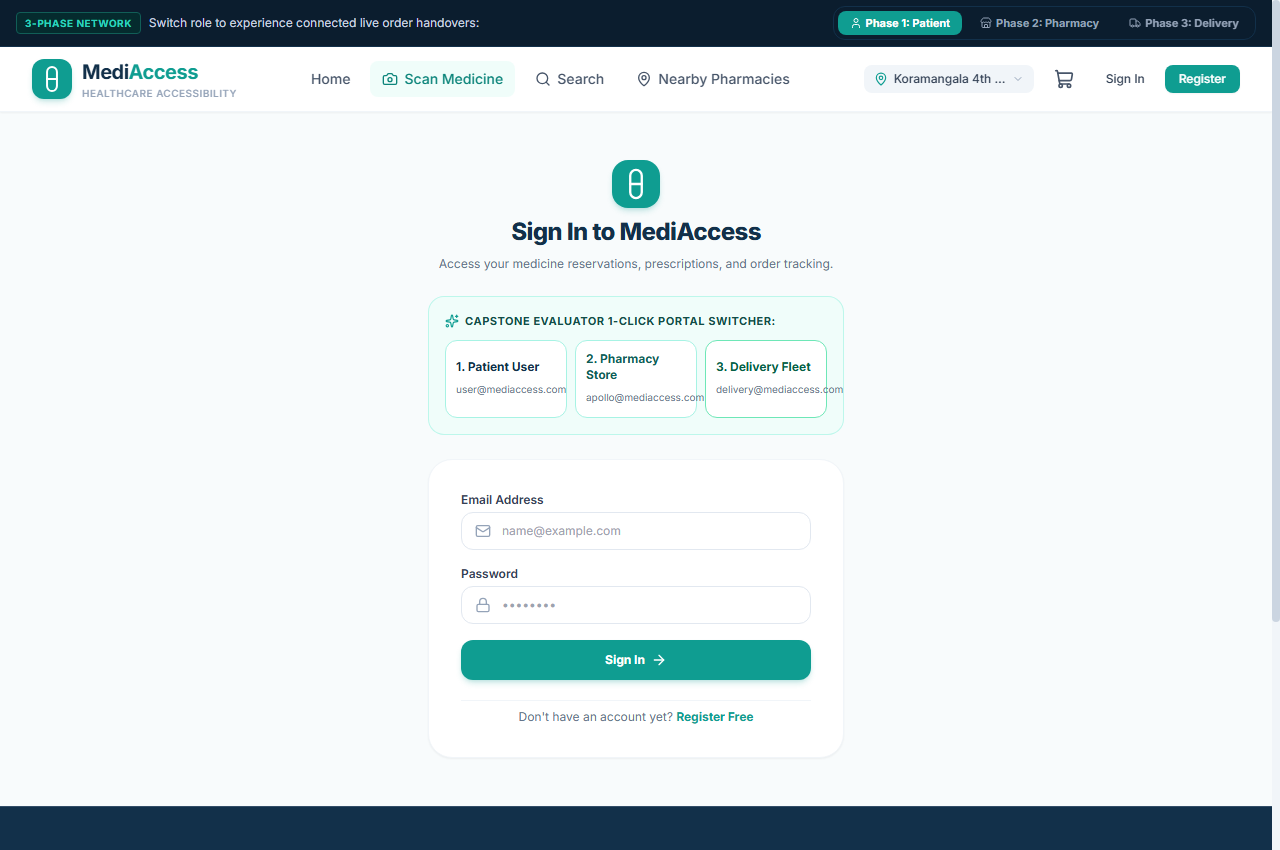 3-PHASE NETWORK Switch role to experience connected live order handovers: Phase 1: Patient Phase 2: Pharmacy Phase 3: Delivery
MediAccess
HEALTHCARE ACCESSIBILITY
Home Scan Medicine Search Nearby Pharmacies Koramangala 4th ... Sign In Register
Sign In to MediAccess
Access your medicine reservations, prescriptions, and order tracking.
CAPSTONE EVALUATOR 1-CLICK PORTAL SWITCHER:
1. Patient User
user@mediaccess.com
2. Pharmacy
Store
apollo@mediaccess.com
3. Delivery Fleet
delivery@mediaccess.com
Email Address
name@example.com
Password
••••••••
Sign In
Don't have an account yet? Register Free